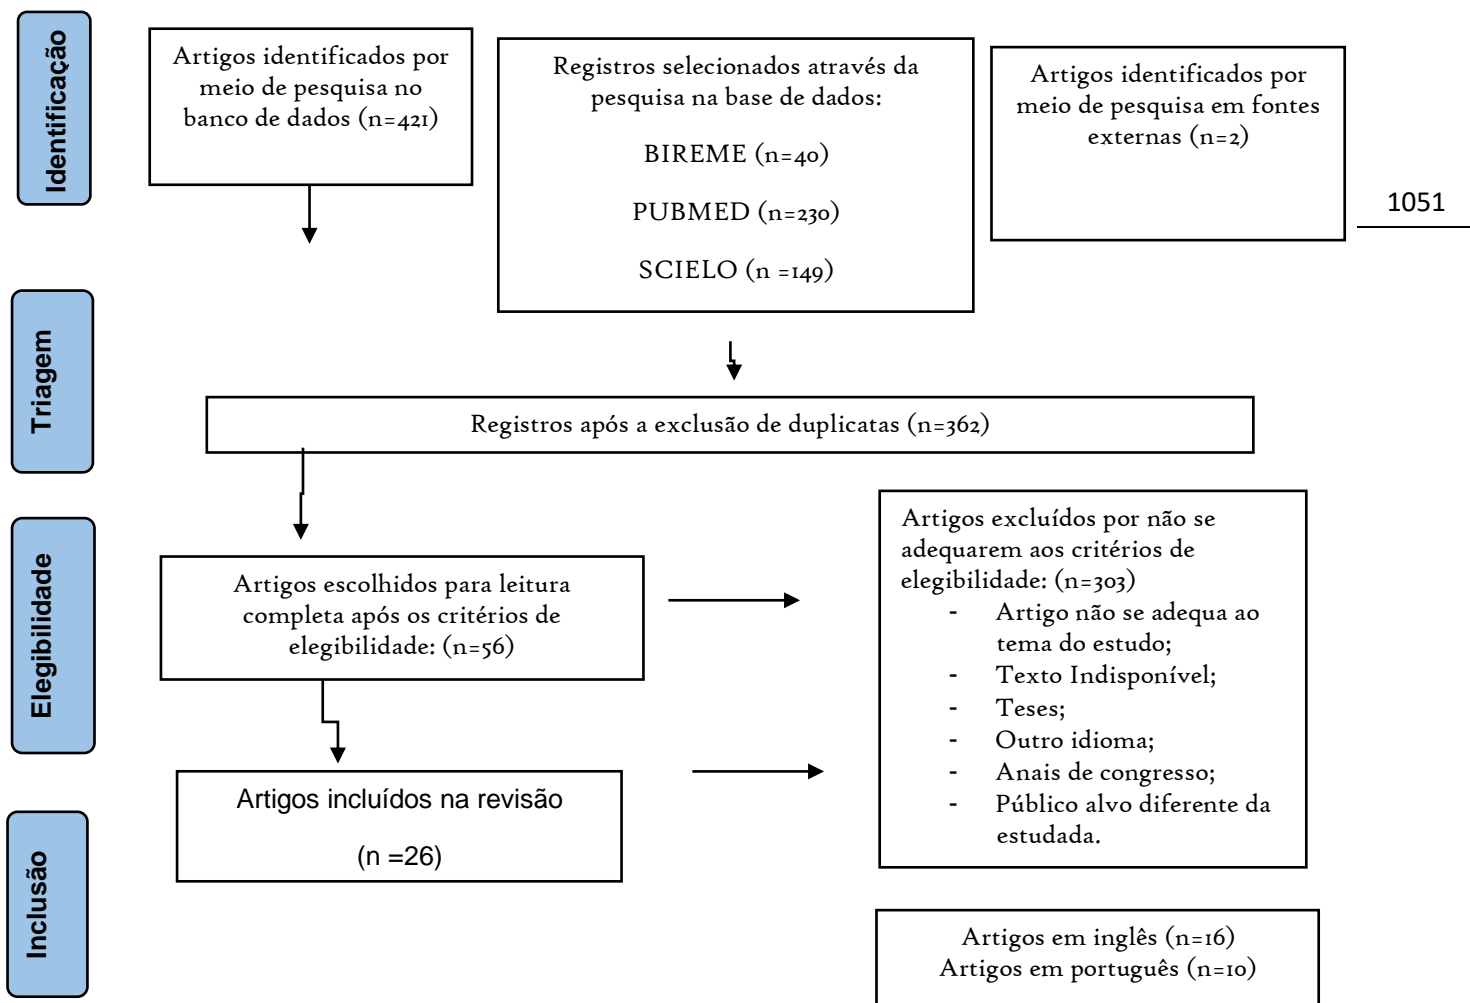 Identificação
Artigos identificados por
meio de pesquisa no
banco de dados (n=421)
Registros selecionados através da
pesquisa na base de dados:
BIREME (n=40)
PUBMED (n=230)
SCIELO (n =149)
Artigos identificados por
meio de pesquisa em fontes
externas (n=2)
1051
Triagem
Registros após a exclusão de duplicatas (n=362)
Elegibilidade
Artigos escolhidos para leitura
completa após os critérios de
elegibilidade: (n=56)
Artigos excluídos por não se
adequarem aos critérios de
elegibilidade: (n=303)
- Artigo não se adequa ao
tema do estudo;
- Texto Indisponível;
- Teses;
- Outro idioma;
- Anais de congresso;
- Público alvo diferente da
estudada.
Inclusão
Artigos incluídos na revisão
(n =26)
Artigos em inglês (n=16)
Artigos em português (n=10)